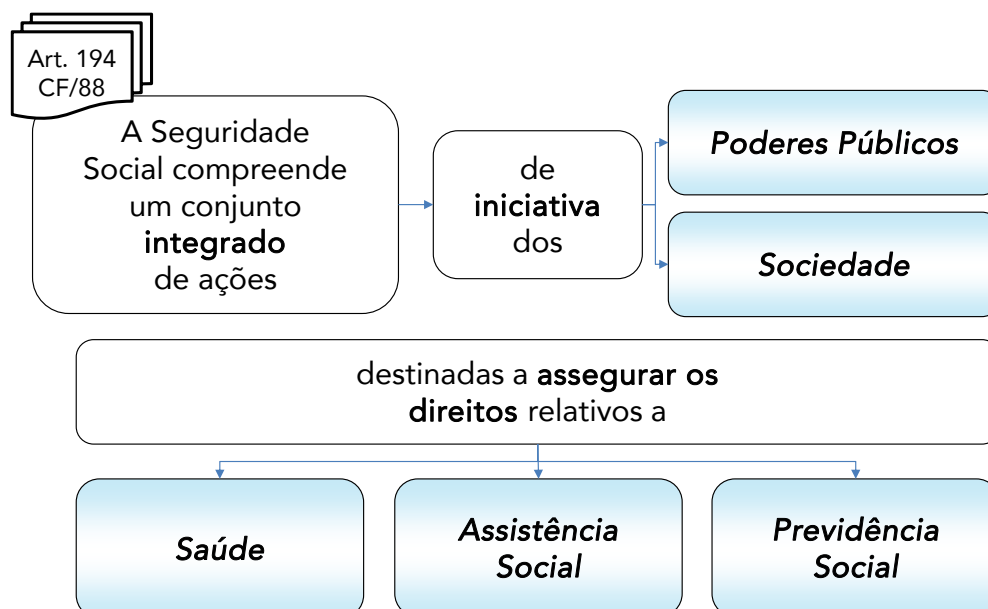 Art. 194
CF/88
A Seguridade
Social compreende
um conjunto
integrado
de ações
de
iniciativa
dos
Poderes Públicos
Sociedade
destinadas a assegurar os
direitos relativos a
Saúde
Assistência
Social
Previdência
Social